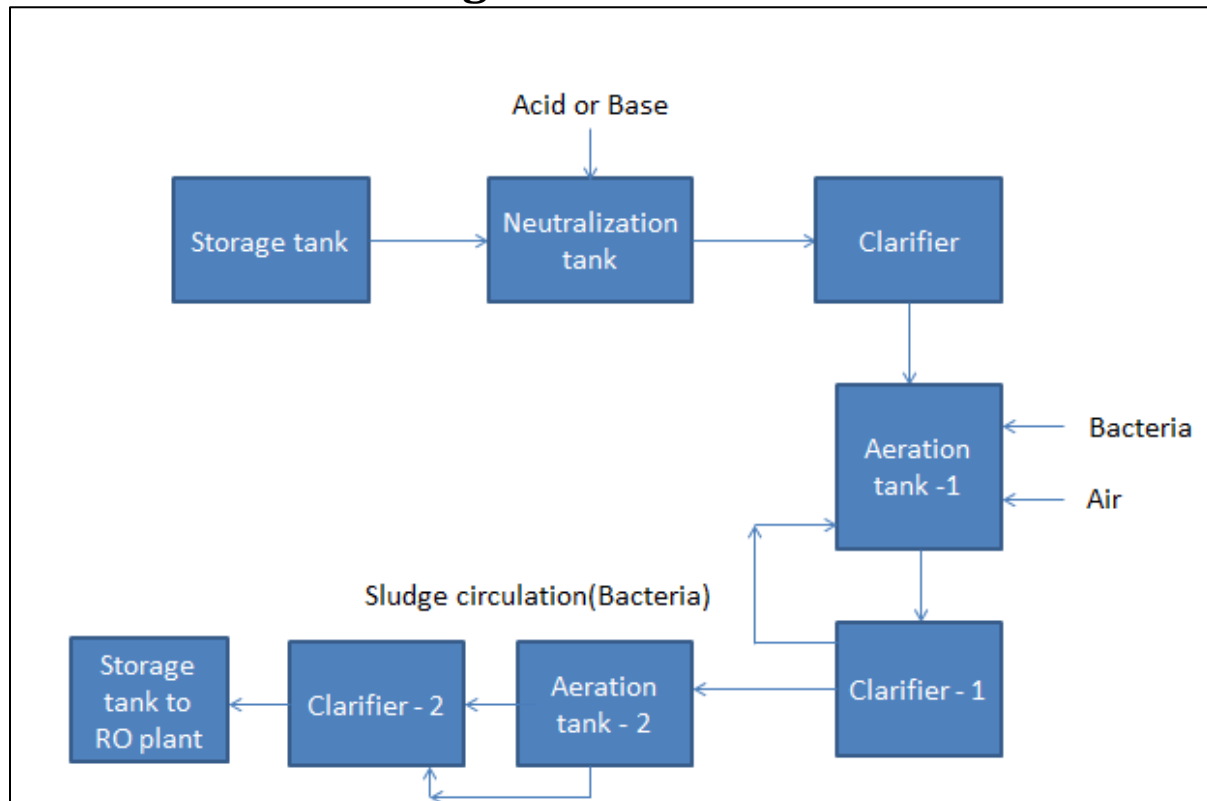 g
Acid or Base
Storage tank
Neutralization
tank
Clarifier
Aeration
tank -1
Bacteria
Air
Sludge circulation(Bacteria)
Storage
tank to
RO plant
Clarifier - 2
Aeration
tank - 2
Clarifier - 1